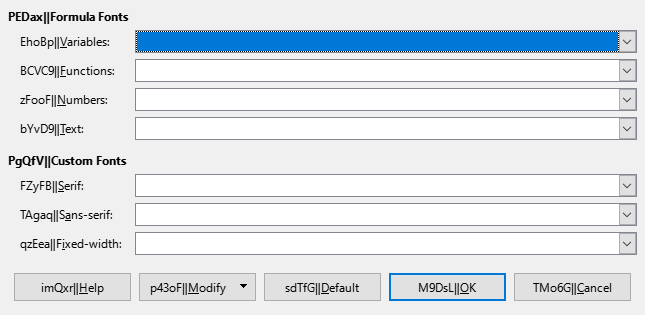 PEDax||Formula Fonts
EhoBp||Variables:
BCVC9||Functions:
zFooF||Numbers:
bYvD9||Text:
PgQfV||Custom Fonts
FZyFB||Serif:
TAgaq||Sans-serif:
qzEea||Fixed-width:
imQxr||Help p43oF||Modify sdTfG||Default M9DsL||OK TMo6G||Cancel